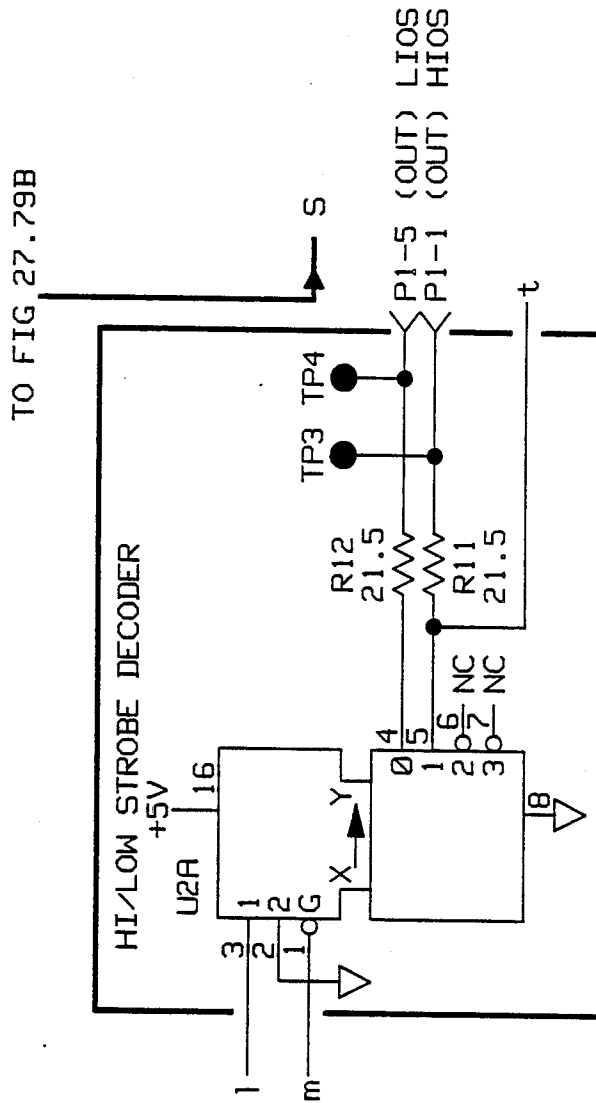 TO FIG 27.79B
S
HI/LOW STROBE DECODER
+5V
16
U2A
TP3
TP4
X Y
l
3 1
2 2
m
1 G
R12
21.5
0 4
P1-5 (OUT) LIOS
1 5
P1-1 (OUT) HIOS
R11
21.5
2 6 NC
3 7 NC
8
t